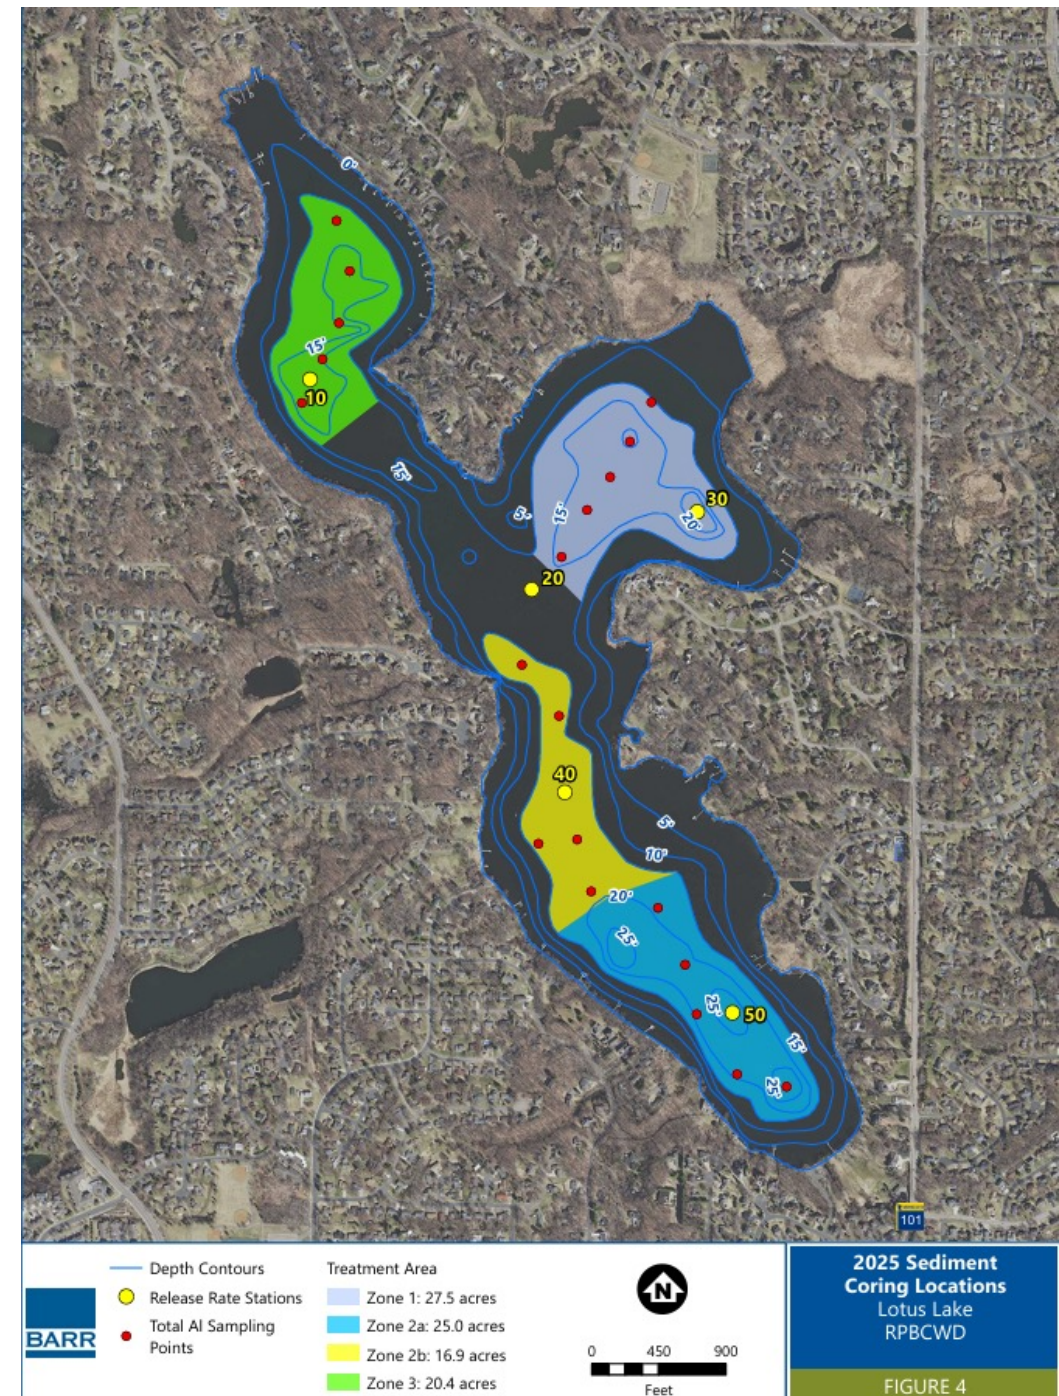 0'
15'
10
15'
5'
15'
30
20'
20
40
5'
10'
20'
25'
25'
50
15'
25'
101
BARR
Depth Contours
Release Rate Stations
Total Al Sampling
Points
Treatment Area
Zone 1: 27.5 acres
Zone 2a: 25.0 acres
Zone 2b: 16.9 acres
Zone 3: 20.4 acres
N
0 450 900
Feet
2025 Sediment
Coring Locations
Lotus Lake
RPBCWD
FIGURE 4